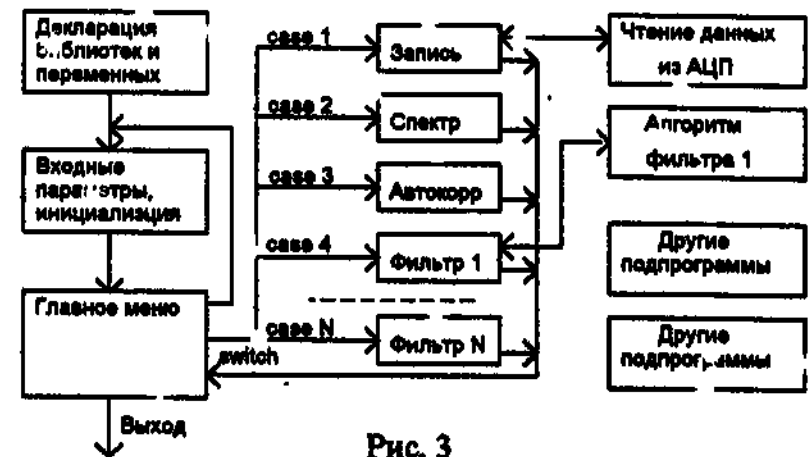 Декларация
библиотек и
переменных
Входные
параметры,
инициализация
Главное меню
Выход
switch
case 1
Запись
case 2
Спектр
case 3
Автокорр
case 4
Фильтр 1
case N
Фильтр N
Чтение данных
из АЦП
Алгоритм
фильтра 1
Другие
подпрограммы
Другие
подпрограммы
Рис. 3